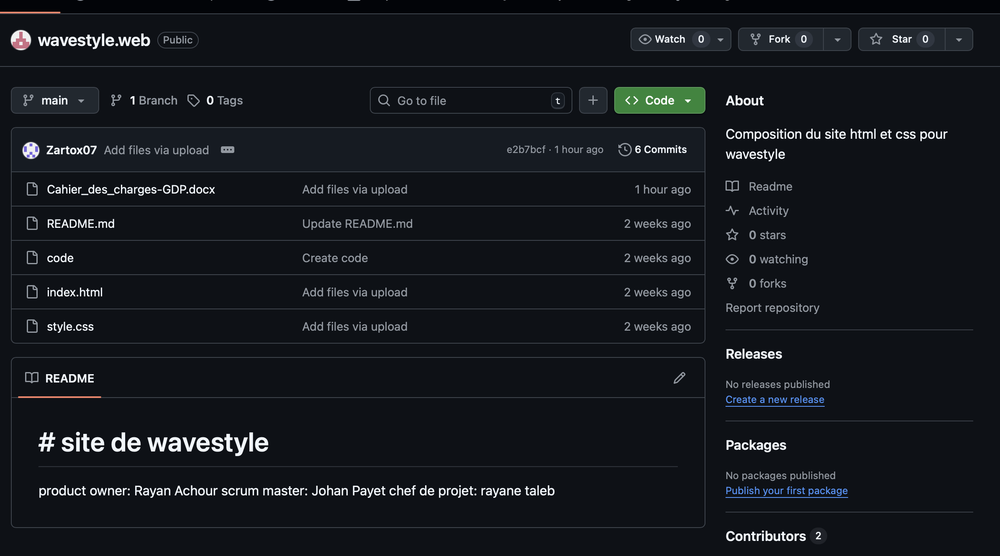 wavestyle.web Public
Watch 0
Fork 0
Star 0
main
1 Branch
0 Tags
Go to file t
Code
Zartox07 Add files via upload
e2b7bcf · 1 hour ago
6 Commits
Cahier_des_charges-GDP.docx Add files via upload 1 hour ago
README.md Update README.md 2 weeks ago
code Create code 2 weeks ago
index.html Add files via upload 2 weeks ago
style.css Add files via upload 2 weeks ago
README
# site de wavestyle
product owner: Rayan Achour scrum master: Johan Payet chef de projet: rayane taleb
About
Composition du site html et css pour
wavestyle
Readme
Activity
0 stars
0 watching
0 forks
Report repository
Releases
No releases published
Create a new release
Packages
No packages published
Publish your first package
Contributors 2